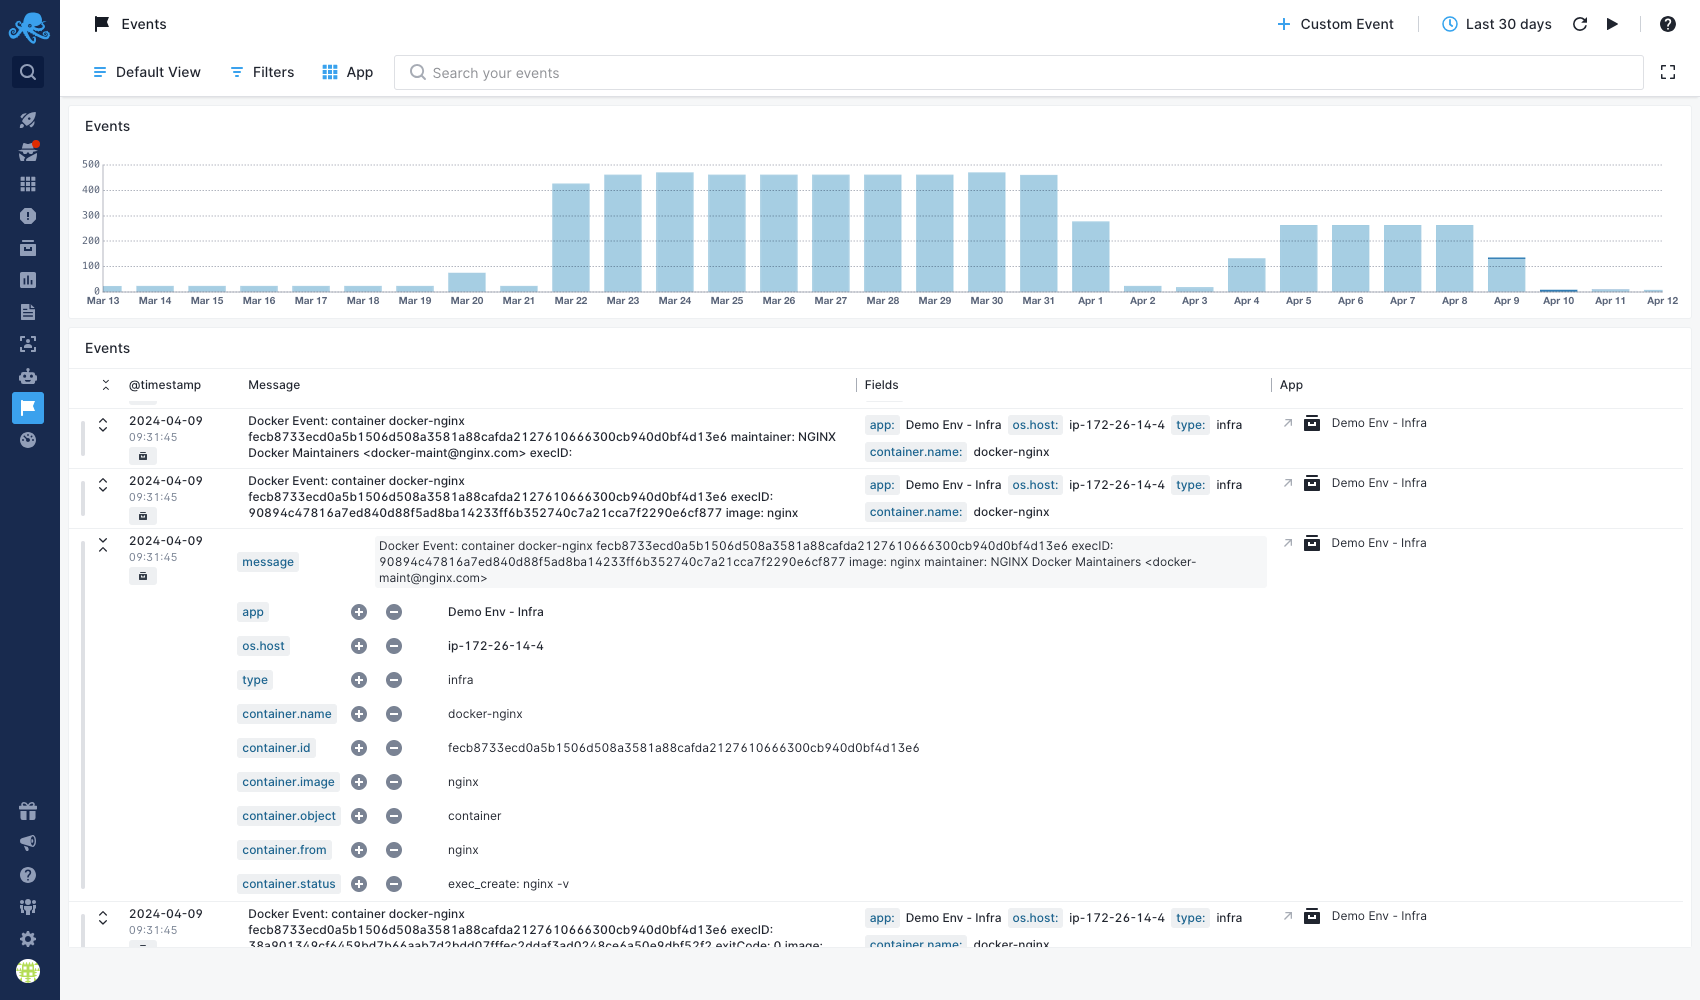 Events
Custom Event
Last 30 days
Default View
Filters
App
Search your events
Events
500
400
300
200
100
0
Mar 13 Mar 14 Mar 15 Mar 16 Mar 17 Mar 18 Mar 19 Mar 20 Mar 21 Mar 22 Mar 23 Mar 24 Mar 25 Mar 26 Mar 27 Mar 28 Mar 29 Mar 30 Mar 31 Apr 1 Apr 2 Apr 3 Apr 4 Apr 5 Apr 6 Apr 7 Apr 8 Apr 9 Apr 10 Apr 11 Apr 12
Events
@timestamp Message Fields App
2024-04-09
09:31:45
Docker Event: container docker-nginx
fecb8733ecd0a5b1506d508a3581a88cafda2127610666300cb940d0bf4d13e6 maintainer: NGINX
Docker Maintainers <docker-maint@nginx.com> execID:
app: Demo Env - Infra os.host: ip-172-26-14-4 type: infra
container.name: docker-nginx
Demo Env - Infra
2024-04-09
09:31:45
Docker Event: container docker-nginx
fecb8733ecd0a5b1506d508a3581a88cafda2127610666300cb940d0bf4d13e6 execID:
90894c47816a7ed840d88f5ad8ba14233ff6b352740c7a21cca7f2290e6cf877 image: nginx
app: Demo Env - Infra os.host: ip-172-26-14-4 type: infra
container.name: docker-nginx
Demo Env - Infra
2024-04-09
09:31:45
message
Docker Event: container docker-nginx fecb8733ecd0a5b1506d508a3581a88cafda2127610666300cb940d0bf4d13e6 execID:
90894c47816a7ed840d88f5ad8ba14233ff6b352740c7a21cca7f2290e6cf877 image: nginx maintainer: NGINX Docker Maintainers <docker-
maint@nginx.com>
Demo Env - Infra
app Demo Env - Infra
os.host ip-172-26-14-4
type infra
container.name docker-nginx
container.id fecb8733ecd0a5b1506d508a3581a88cafda2127610666300cb940d0bf4d13e6
container.image nginx
container.object container
container.from nginx
container.status exec_create: nginx -v
2024-04-09
09:31:45
Docker Event: container docker-nginx
fecb8733ecd0a5b1506d508a3581a88cafda2127610666300cb940d0bf4d13e6 execID:
38a901349cf6459bd7b66aab7d2bdd07fffec2ddaf3ad0248ce6a50e9dbf52f2 exitCode: 0 image:
app: Demo Env - Infra os.host: ip-172-26-14-4 type: infra
container.name: docker-nginx
Demo Env - Infra